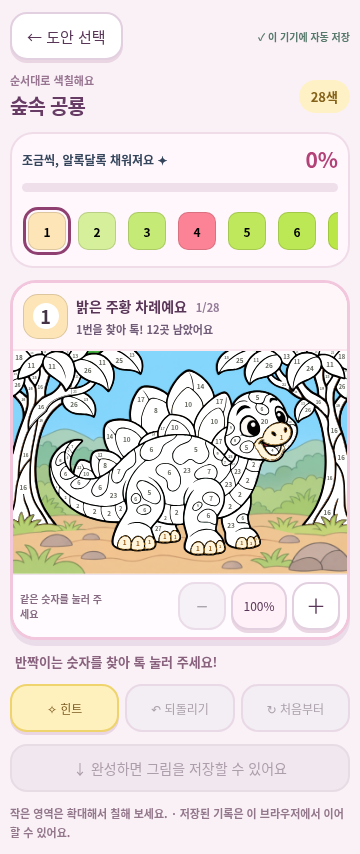 ← 도안 선택
✓ 이 기기에 자동 저장
순서대로 색칠해요
숲속 공룡
28색
조금씩, 알록달록 채워져요 ✦
0%
1 2 3 4 5 6
1
밝은 주황 차례예요 1/28
1번을 찾아 톡! 12곳 남았어요
같은 숫자를 눌러 주
세요
− 100% +
반짝이는 숫자를 찾아 톡 눌러 주세요!
✧ 힌트
↶ 되돌리기
↻ 처음부터
↓ 완성하면 그림을 저장할 수 있어요
작은 영역은 확대해서 칠해 보세요. · 저장된 기록은 이 브라우저에서 이어
할 수 있어요.